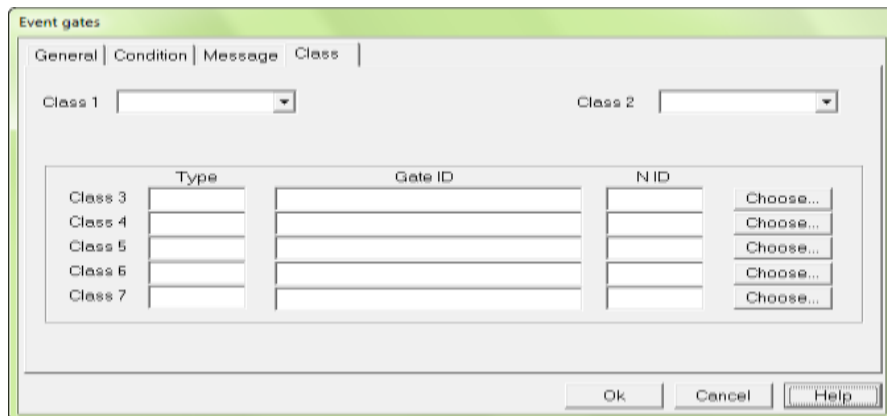 Event gates
General Condition Message Class
Class 1 Class 2
Type Gate ID N ID
Class 3 Choose...
Class 4 Choose...
Class 5 Choose...
Class 6 Choose...
Class 7 Choose...
Ok Cancel Help